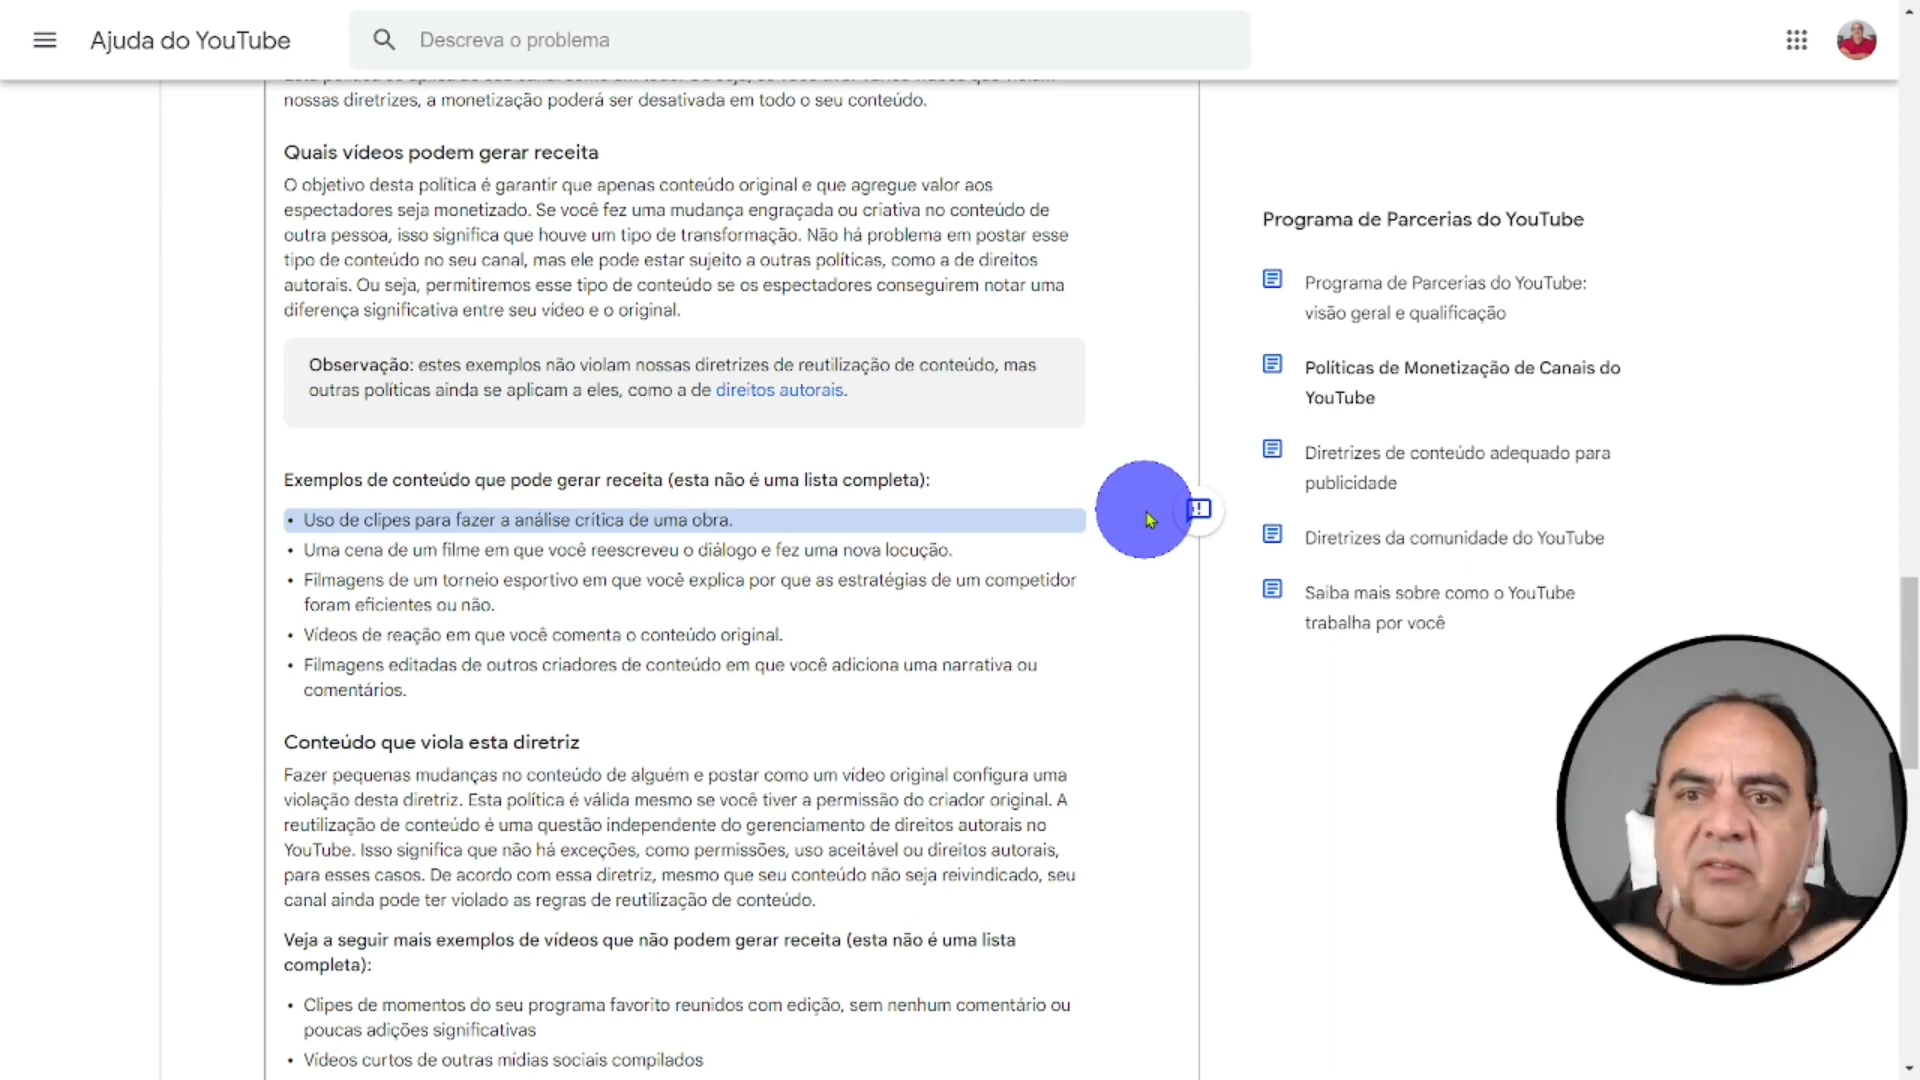 Ajuda do YouTube
Descreva o problema
nossas diretrizes, a monetização poderá ser desativada em todo o seu conteúdo.
Quais vídeos podem gerar receita
O objetivo desta política é garantir que apenas conteúdo original e que agregue valor aos
espectadores seja monetizado. Se você fez uma mudança engraçada ou criativa no conteúdo de
outra pessoa, isso significa que houve um tipo de transformação. Não há problema em postar esse
tipo de conteúdo no seu canal, mas ele pode estar sujeito a outras políticas, como a de direitos
autorais. Ou seja, permitiremos esse tipo de conteúdo se os espectadores conseguirem notar uma
diferença significativa entre seu vídeo e o original.
Observação: estes exemplos não violam nossas diretrizes de reutilização de conteúdo, mas
outras políticas ainda se aplicam a eles, como a de direitos autorais.
Exemplos de conteúdo que pode gerar receita (esta não é uma lista completa):
• Uso de clipes para fazer a análise crítica de uma obra.
• Uma cena de um filme em que você reescreveu o diálogo e fez uma nova locução.
• Filmagens de um torneio esportivo em que você explica por que as estratégias de um competidor
foram eficientes ou não.
• Vídeos de reação em que você comenta o conteúdo original.
• Filmagens editadas de outros criadores de conteúdo em que você adiciona uma narrativa ou
comentários.
Conteúdo que viola esta diretriz
Fazer pequenas mudanças no conteúdo de alguém e postar como um vídeo original configura uma
violação desta diretriz. Esta política é válida mesmo se você tiver a permissão do criador original. A
reutilização de conteúdo é uma questão independente do gerenciamento de direitos autorais no
YouTube. Isso significa que não há exceções, como permissões, uso aceitável ou direitos autorais,
para esses casos. De acordo com essa diretriz, mesmo que seu conteúdo não seja reivindicado, seu
canal ainda pode ter violado as regras de reutilização de conteúdo.
Veja a seguir mais exemplos de vídeos que não podem gerar receita (esta não é uma lista
completa):
• Clipes de momentos do seu programa favorito reunidos com edição, sem nenhum comentário ou
poucas adições significativas
• Vídeos curtos de outras mídias sociais compilados
Programa de Parcerias do YouTube
Programa de Parcerias do YouTube:
visão geral e qualificação
Políticas de Monetização de Canais do
YouTube
Diretrizes de conteúdo adequado para
publicidade
Diretrizes da comunidade do YouTube
Saiba mais sobre como o YouTube
trabalha por você